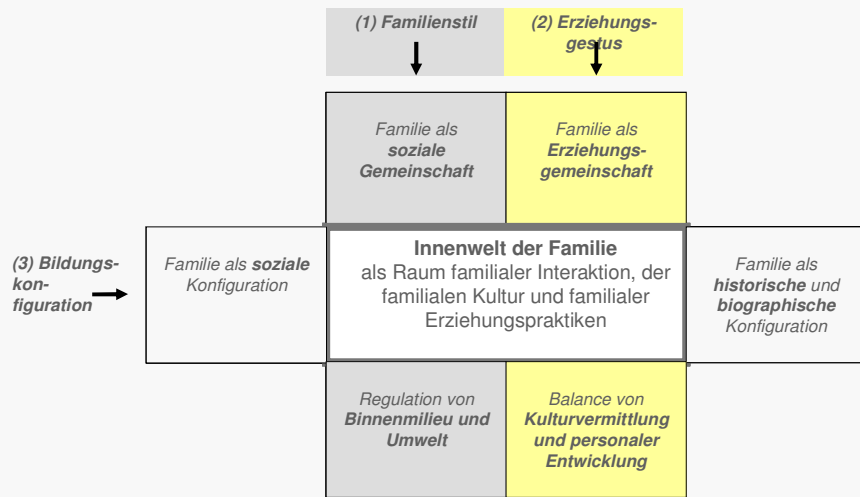 (1) Familienstil
(2) Erziehungs-
gestus
Familie als
soziale
Gemeinschaft
Familie als
Erziehungs-
gemeinschaft
(3) Bildungs-
kon-
figuration
Familie als soziale
Konfiguration
Innenwelt der Familie
als Raum familialer Interaktion, der
familialen Kultur und familialer
Erziehungspraktiken
Familie als
historische und
biographische
Konfiguration
Regulation von
Binnenmilieu und
Umwelt
Balance von
Kulturvermittlung
und personaler
Entwicklung